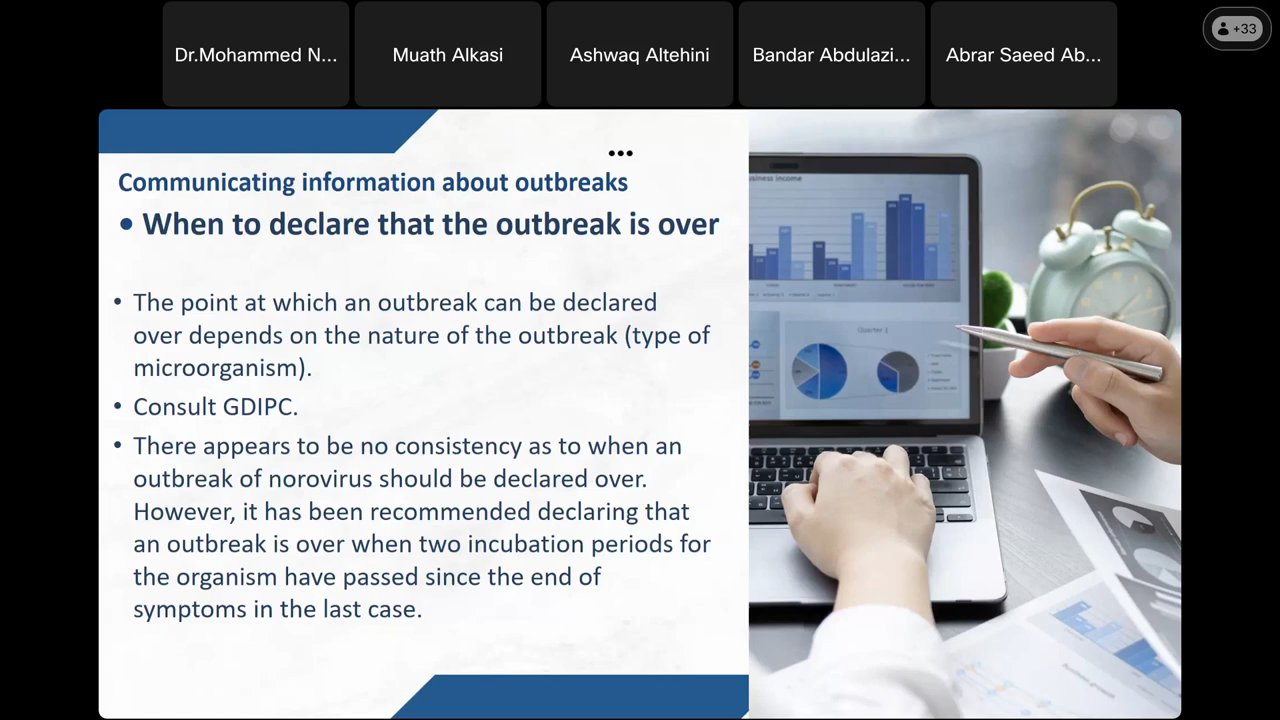 Dr.Mohammed N...
Muath Alkasi
Ashwaq Altehini
Bandar Abdulazi...
Abrar Saeed Ab...
+33
Communicating information about outbreaks
• When to declare that the outbreak is over
• The point at which an outbreak can be declared
over depends on the nature of the outbreak (type of
microorganism).
• Consult GDIPC.
• There appears to be no consistency as to when an
outbreak of norovirus should be declared over.
However, it has been recommended declaring that
an outbreak is over when two incubation periods for
the organism have passed since the end of
symptoms in the last case.
siness income
Quarter 1
Business growth